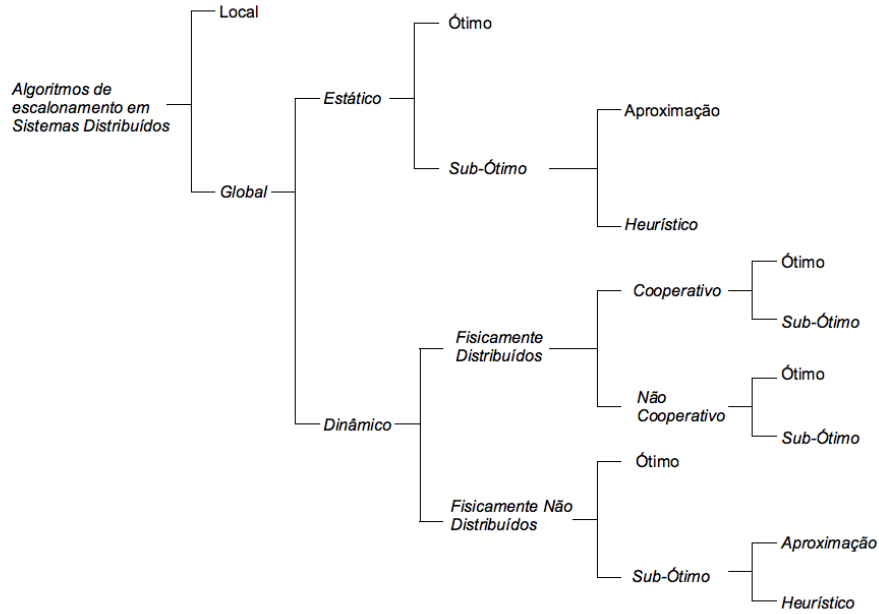 Local
Algoritmos de
escalonamento em
Sistemas Distribuídos
Global
Estático
Ótimo
Sub-Ótimo
Aproximação
Heurístico
Dinâmico
Fisicamente
Distribuídos
Cooperativo
Ótimo
Sub-Ótimo
Não
Cooperativo
Ótimo
Sub-Ótimo
Fisicamente Não
Distribuídos
Ótimo
Sub-Ótimo
Aproximação
Heurístico